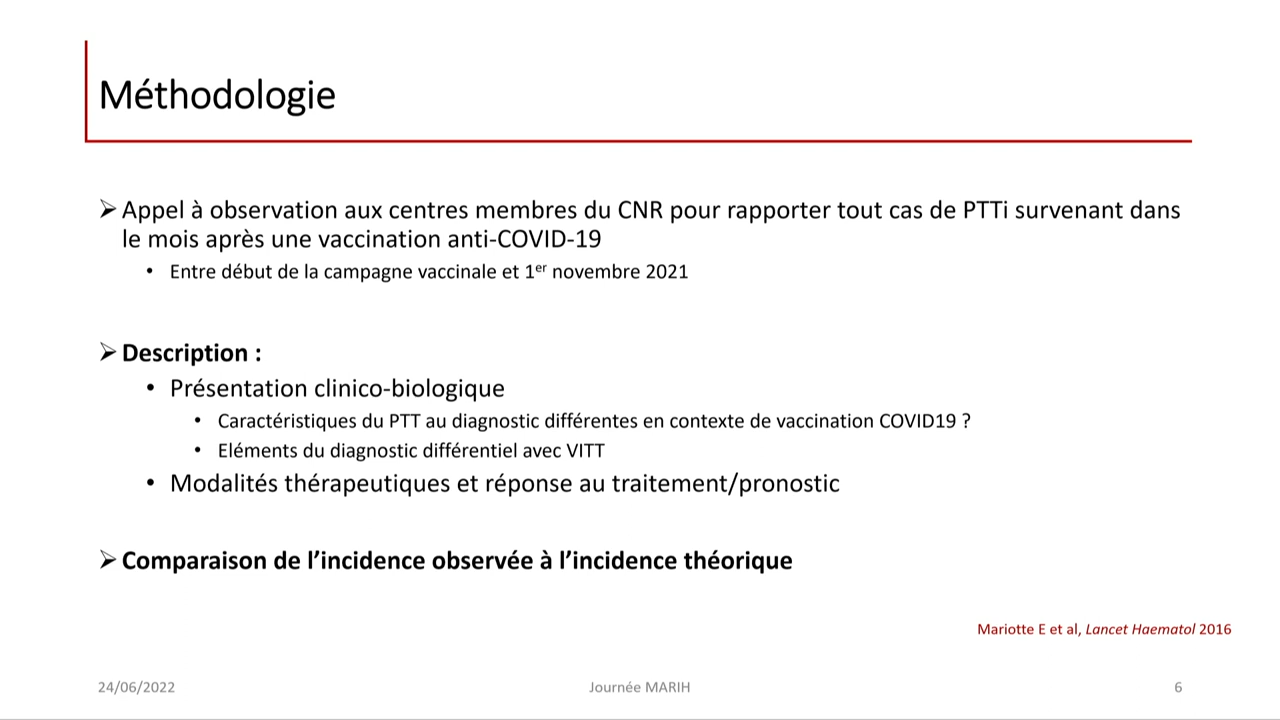 Méthodologie
➢ Appel à observation aux centres membres du CNR pour rapporter tout cas de PTTi survenant dans
le mois après une vaccination anti-COVID-19
• Entre début de la campagne vaccinale et 1er novembre 2021
➢ Description :
• Présentation clinico-biologique
• Caractéristiques du PTT au diagnostic différentes en contexte de vaccination COVID19 ?
• Eléments du diagnostic différentiel avec VITT
• Modalités thérapeutiques et réponse au traitement/pronostic
➢ Comparaison de l’incidence observée à l’incidence théorique
Mariotte E et al, Lancet Haematol 2016
24/06/2022 Journée MARIH 6